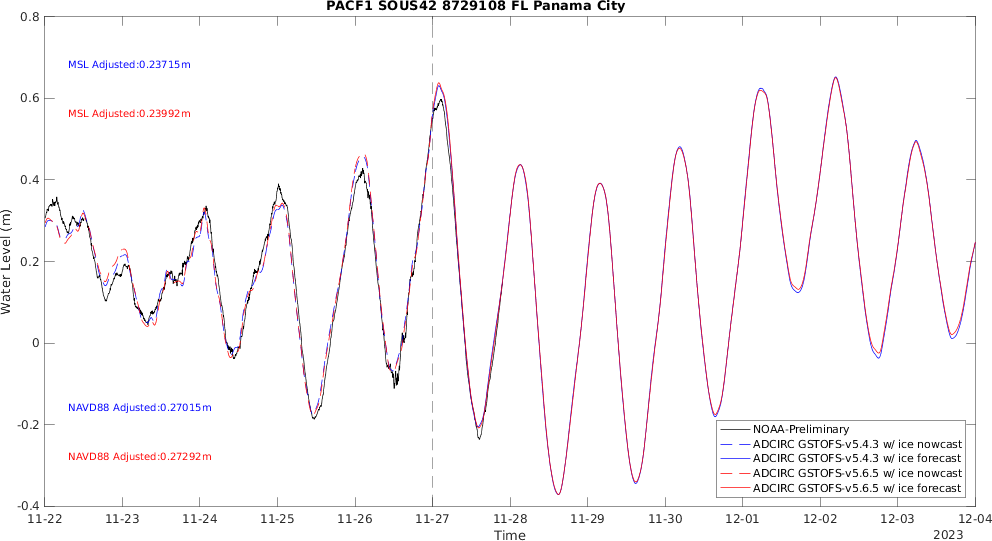 PACF1 SOUS42 8729108 FL Panama City
0.8
0.6
0.4
0.2
0
-0.2
-0.4
Water Level (m)
MSL Adjusted:0.23715m
MSL Adjusted:0.23992m
NAVD88 Adjusted:0.27015m
NAVD88 Adjusted:0.27292m
NOAA-Preliminary
ADCIRC GSTOFS-v5.4.3 w/ ice nowcast
ADCIRC GSTOFS-v5.4.3 w/ ice forecast
ADCIRC GSTOFS-v5.6.5 w/ ice nowcast
ADCIRC GSTOFS-v5.6.5 w/ ice forecast
11-22 11-23 11-24 11-25 11-26 11-27 11-28 11-29 11-30 12-01 12-02 12-03 12-04
Time
2023